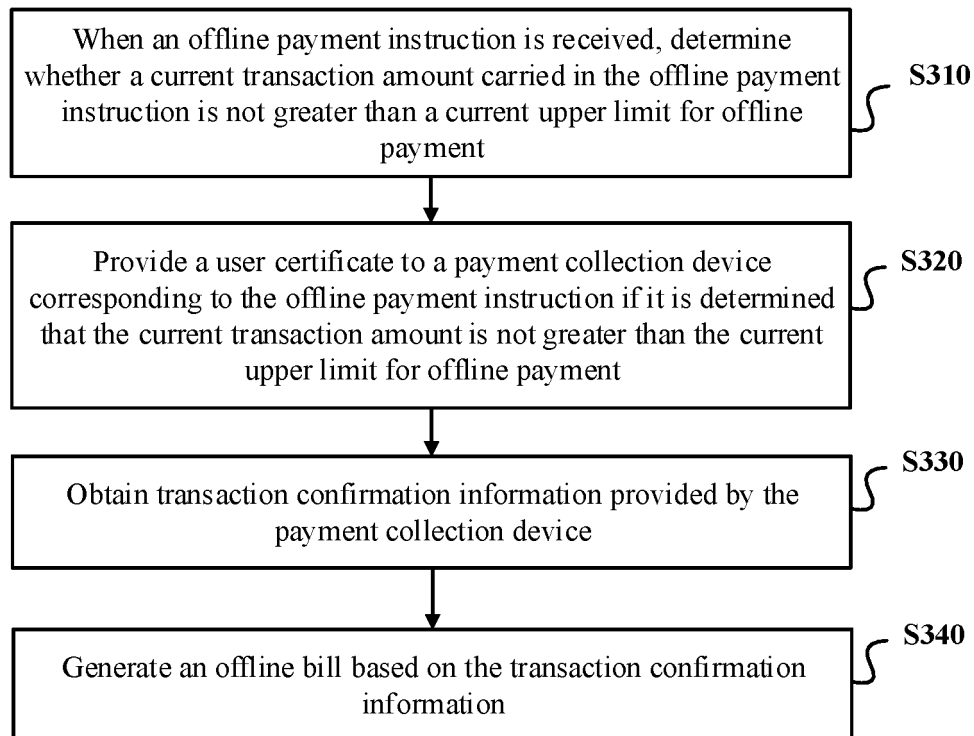 When an offline payment instruction is received, determine
whether a current transaction amount carried in the offline payment
instruction is not greater than a current upper limit for offline
payment
S310
Provide a user certificate to a payment collection device
corresponding to the offline payment instruction if it is determined
that the current transaction amount is not greater than the current
upper limit for offline payment
S320
Obtain transaction confirmation information provided by the
payment collection device
S330
Generate an offline bill based on the transaction confirmation
information
S340